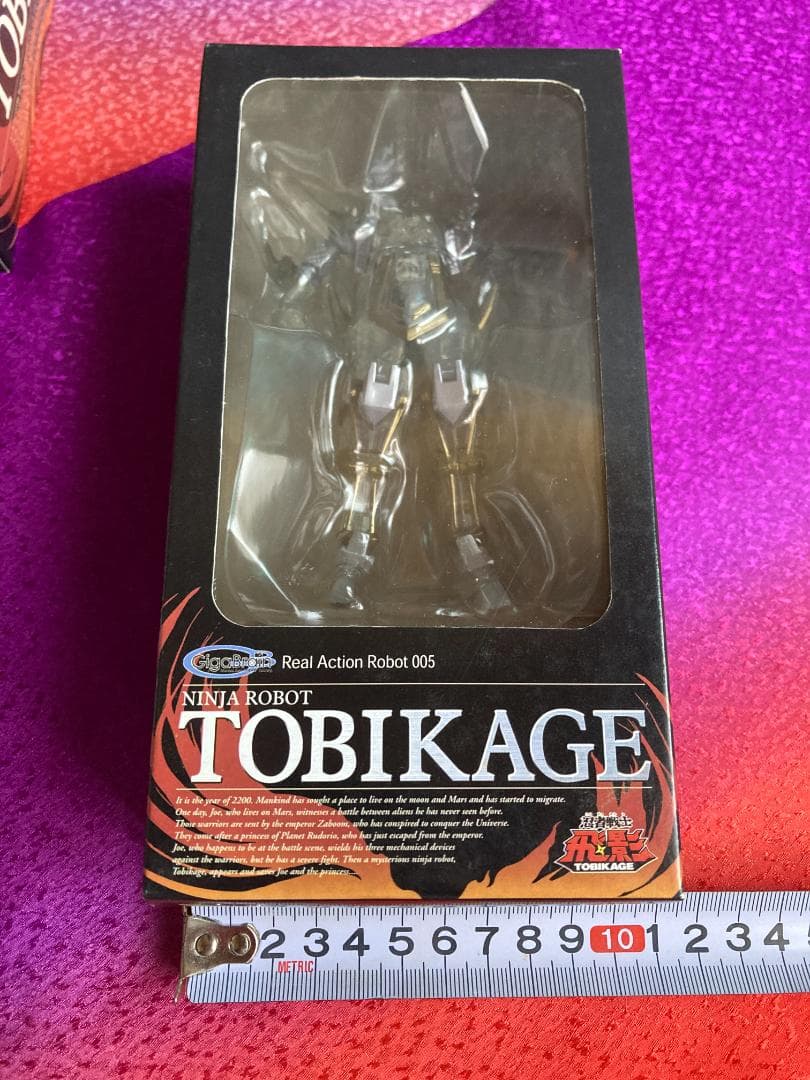 TOB
GigaBrain Real Action Robot 005
NINJA ROBOT
TOBIKAGE
It is the year of 2200. Mankind has sought a place to live on the moon and Mars and has started to migrate.
One day, Joe, who lives on Mars, witnesses a battle between aliens he has never seen before.
Those warriors are sent by the emperor Zaboom, who has conspired to conquer the Universe.
They come after a princess of Planet Rudorio, who has just escaped from the emperor.
Joe, who happens to be at the battle scene, wields his three mechanical devices
against the warriors, but he has a severe fight. Then a mysterious ninja robot,
Tobikage, appears and saves Joe and the princess....
忍者戦士
飛影
TOBIKAGE
2 3 4 5 6 7 8 9 10 1 2 3 4
METRIC